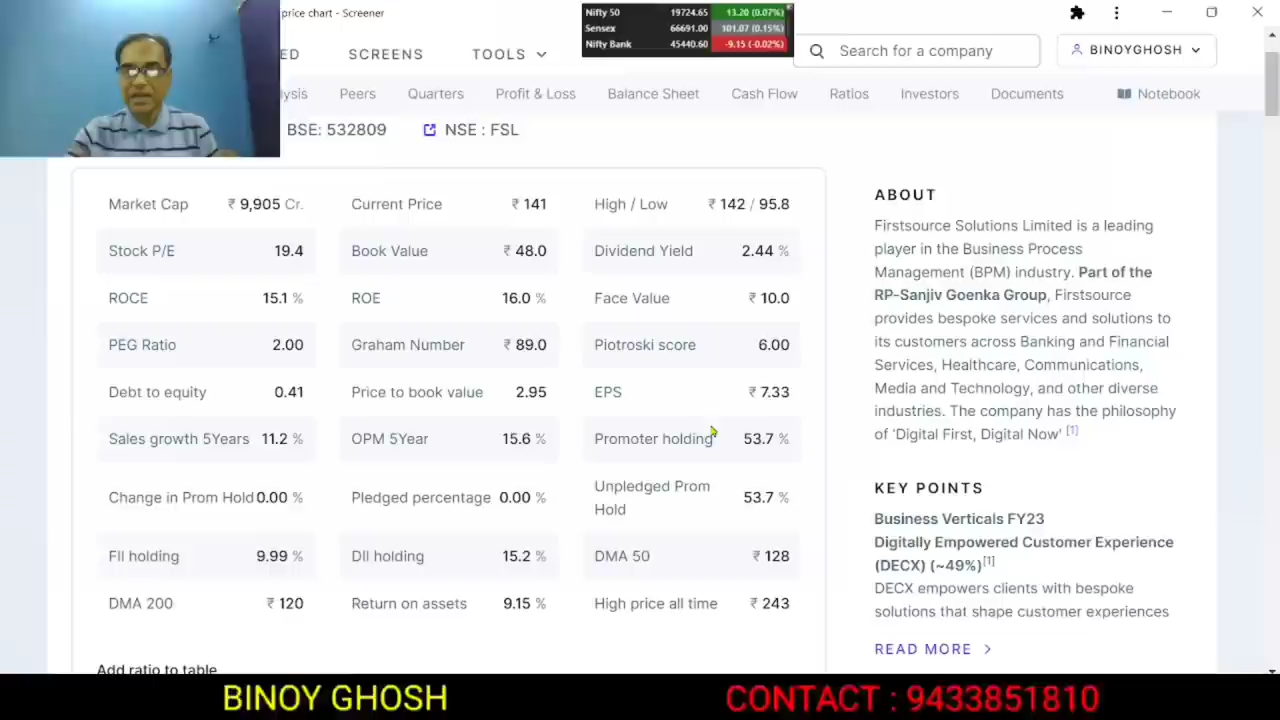 price chart - Screener
Nifty 50 19724.65 13.20 (0.07%)
Sensex 66691.00 101.07 (0.15%)
Nifty Bank 45440.60 -9.15 (-0.02%)
ED SCREENS TOOLS Search for a company BINOYGHOSH
lysis Peers Quarters Profit & Loss Balance Sheet Cash Flow Ratios Investors Documents Notebook
BSE: 532809 NSE : FSL
Market Cap ₹ 9,905 Cr. Current Price ₹ 141 High / Low ₹ 142 / 95.8
Stock P/E 19.4 Book Value ₹ 48.0 Dividend Yield 2.44 %
ROCE 15.1 % ROE 16.0 % Face Value ₹ 10.0
PEG Ratio 2.00 Graham Number ₹ 89.0 Piotroski score 6.00
Debt to equity 0.41 Price to book value 2.95 EPS ₹ 7.33
Sales growth 5Years 11.2 % OPM 5Year 15.6 % Promoter holding 53.7 %
Change in Prom Hold 0.00 % Pledged percentage 0.00 % Unpledged Prom Hold 53.7 %
FII holding 9.99 % DII holding 15.2 % DMA 50 ₹ 128
DMA 200 ₹ 120 Return on assets 9.15 % High price all time ₹ 243
Add ratio to table
ABOUT
Firstsource Solutions Limited is a leading
player in the Business Process
Management (BPM) industry. Part of the
RP-Sanjiv Goenka Group, Firstsource
provides bespoke services and solutions to
its customers across Banking and Financial
Services, Healthcare, Communications,
Media and Technology, and other diverse
industries. The company has the philosophy
of 'Digital First, Digital Now' [1]
KEY POINTS
Business Verticals FY23
Digitally Empowered Customer Experience
(DECX) (~49%)[1]
DECX empowers clients with bespoke
solutions that shape customer experiences
READ MORE
BINOY GHOSH CONTACT : 9433851810